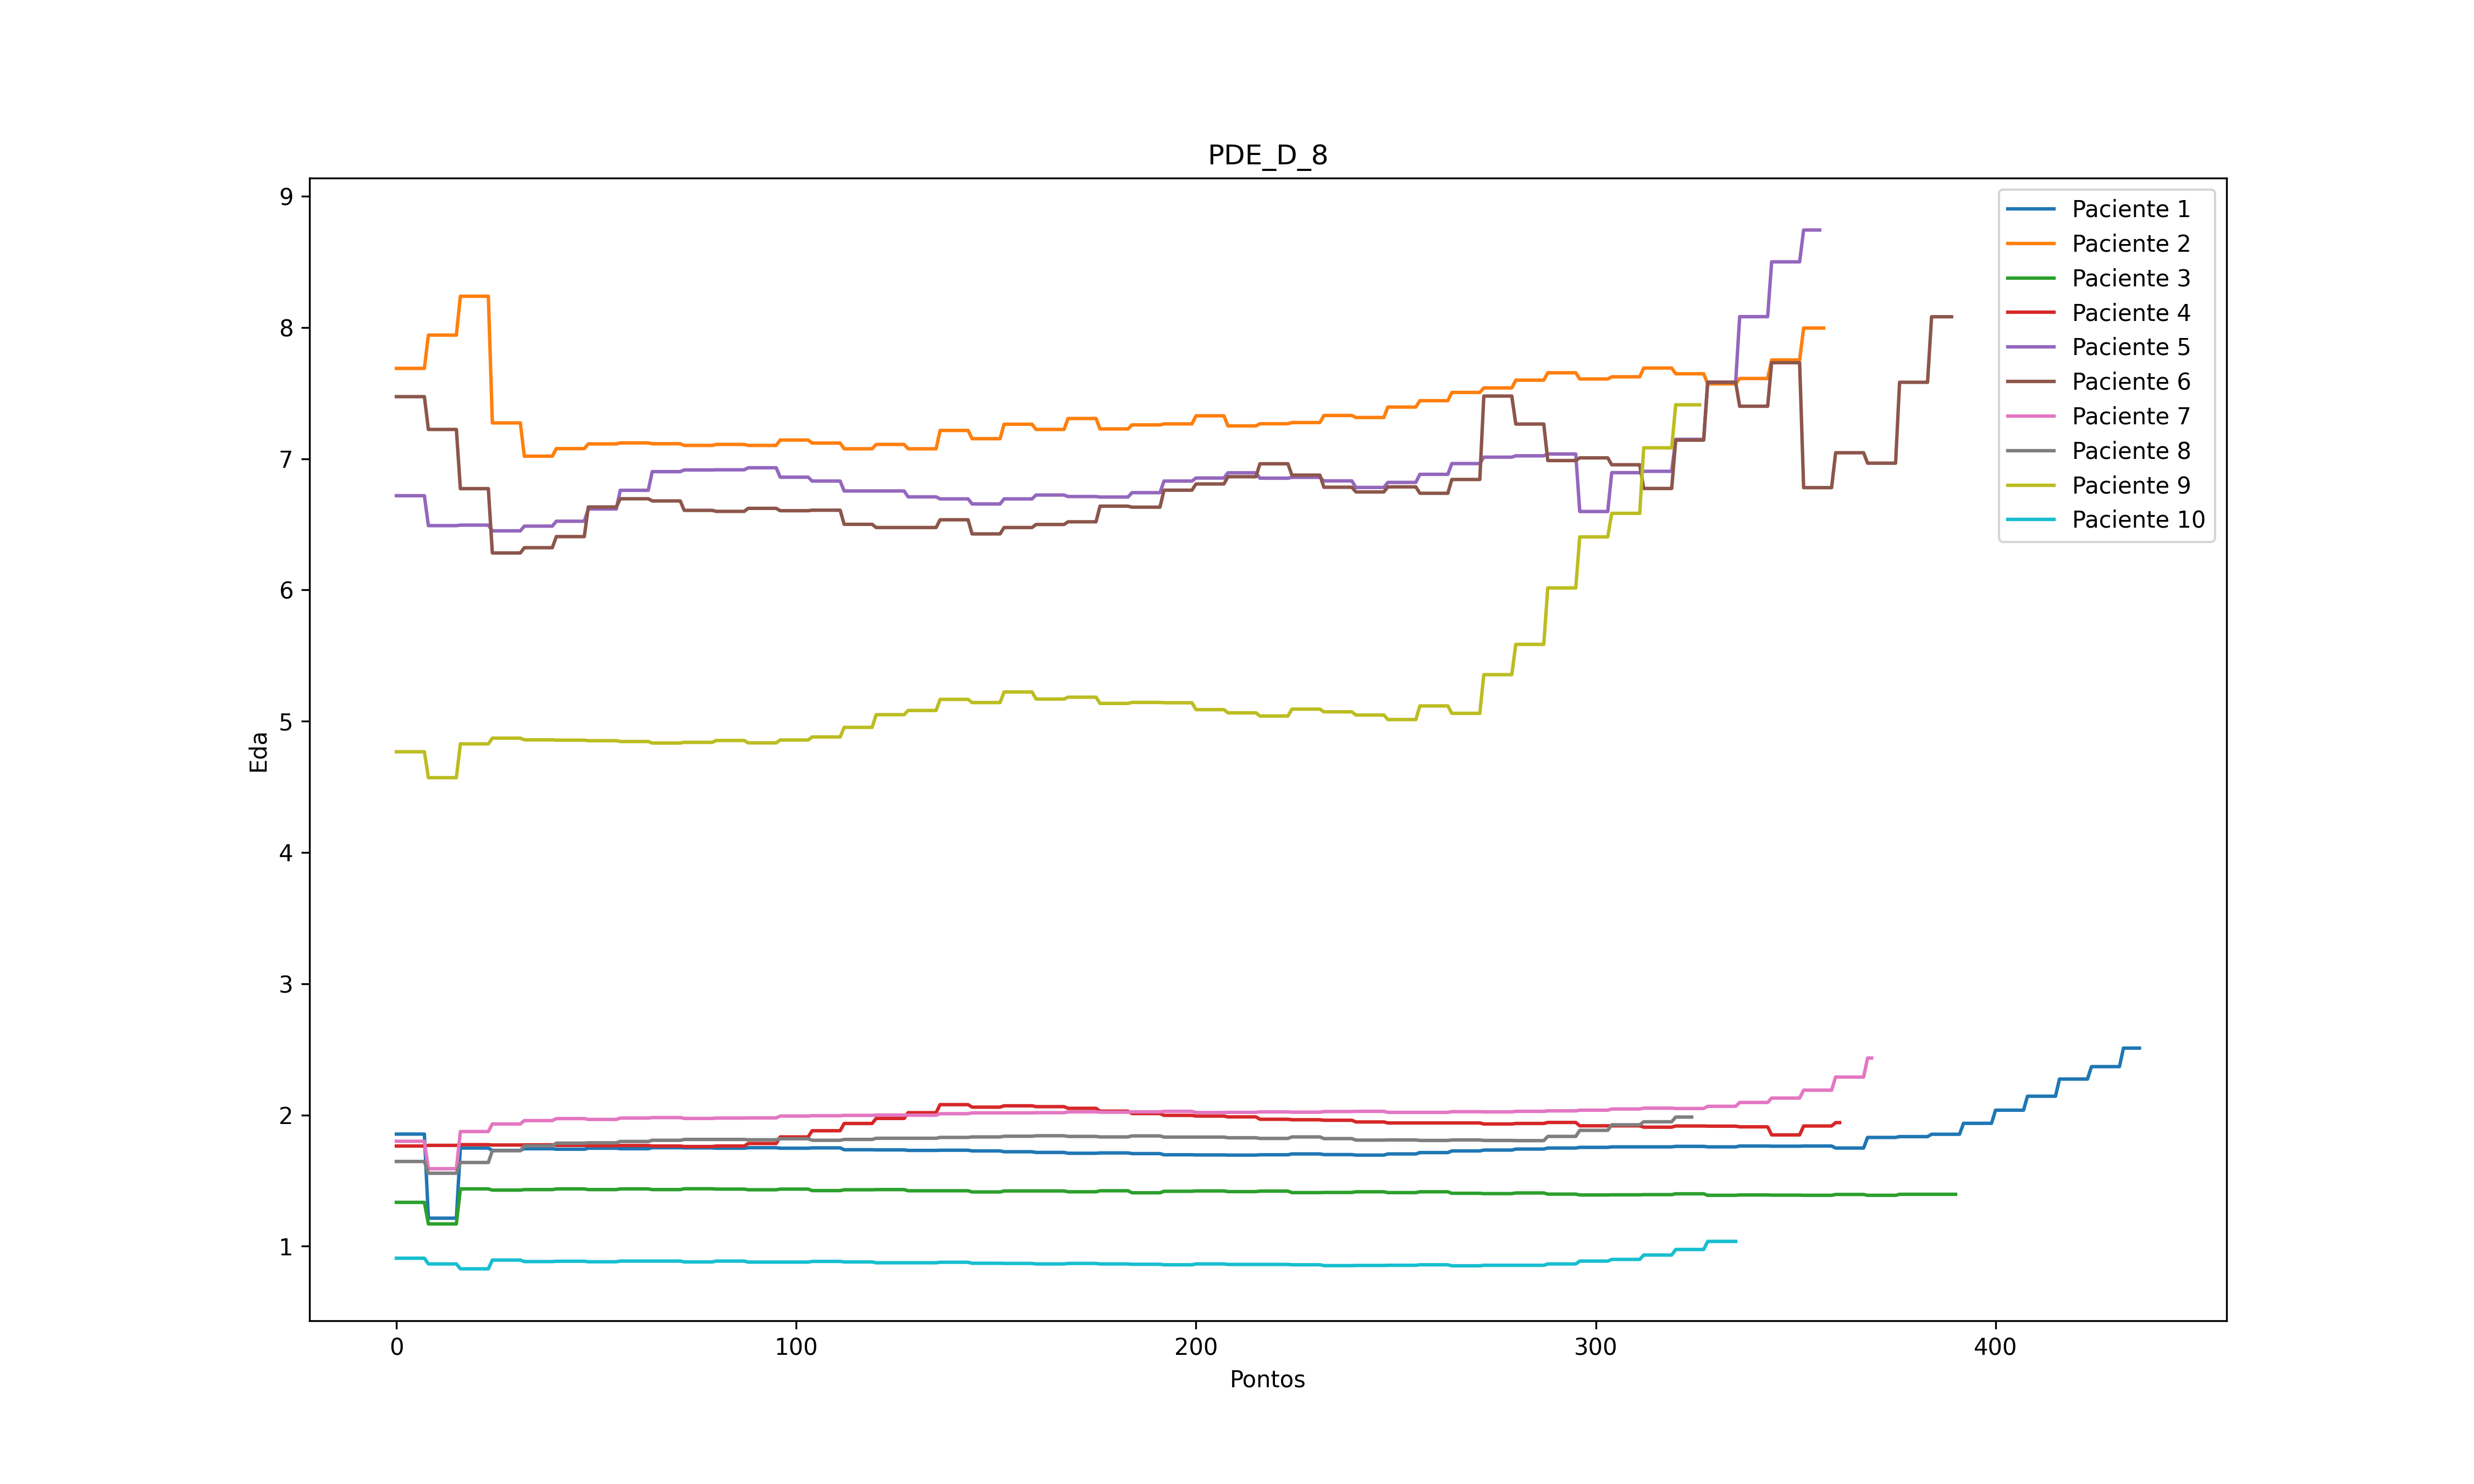 PDE_D_8
9
8
7
6
5
4
3
2
1
Eda
0 100 200 300 400
Pontos
Paciente 1
Paciente 2
Paciente 3
Paciente 4
Paciente 5
Paciente 6
Paciente 7
Paciente 8
Paciente 9
Paciente 10